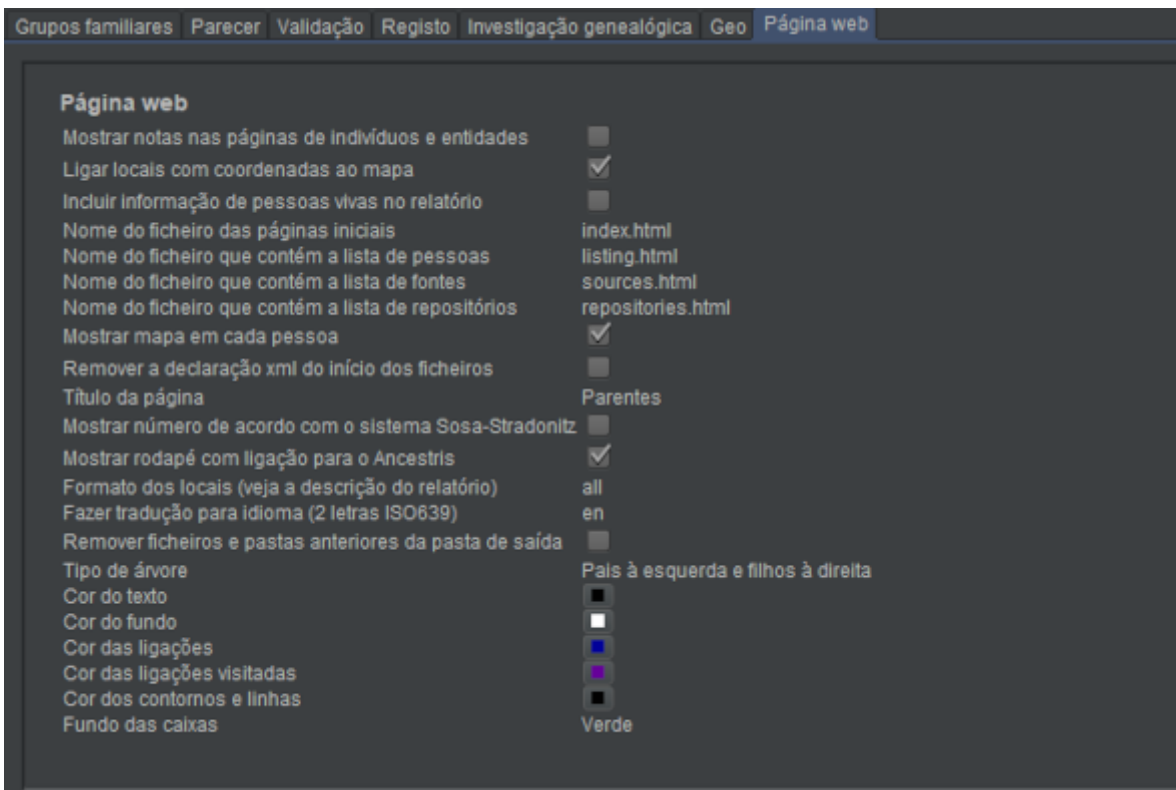 Grupos familiares Parecer Validação Registo Investigação genealógica Geo Página web
Página web
Mostrar notas nas páginas de indivíduos e entidades
Ligar locais com coordenadas ao mapa
Incluir informação de pessoas vivas no relatório
Nome do ficheiro das páginas iniciais index.html
Nome do ficheiro que contém a lista de pessoas listing.html
Nome do ficheiro que contém a lista de fontes sources.html
Nome do ficheiro que contém a lista de repositórios repositories.html
Mostrar mapa em cada pessoa
Remover a declaração xml do início dos ficheiros
Título da página Parentes
Mostrar número de acordo com o sistema Sosa-Stradonitz
Mostrar rodapé com ligação para o Ancestris
Formato dos locais (veja a descrição do relatório) all
Fazer tradução para idioma (2 letras ISO639) en
Remover ficheiros e pastas anteriores da pasta de saída
Tipo de árvore Pais à esquerda e filhos à direita
Cor do texto
Cor do fundo
Cor das ligações
Cor das ligações visitadas
Cor dos contornos e linhas
Fundo das caixas Verde